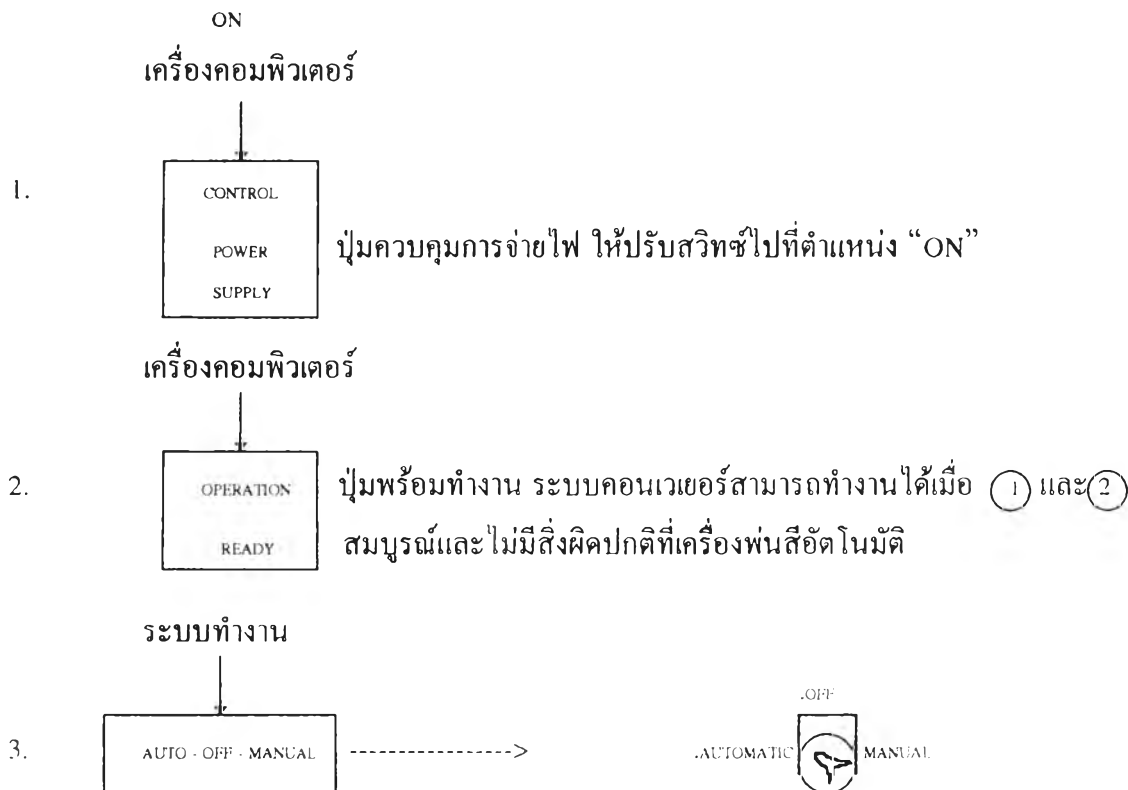 ON
เครื่องคอมพิวเตอร์
1.
CONTROL
POWER
SUPPLY
ปุ่มควบคุมการจ่ายไฟ ให้ปรับสวิทซ์ไปที่ตำแหน่ง “ON”
เครื่องคอมพิวเตอร์
2.
OPERATION
READY
ปุ่มพร้อมทำงาน ระบบคอนเวเยอร์สามารถทำงานได้เมื่อ 1 และ 2
สมบูรณ์และไม่มีสิ่งผิดปกติที่เครื่องพ่นสีอัตโนมัติ
ระบบทำงาน
3.
AUTO - OFF - MANUAL ---------------->
.OFF
.AUTOMATIC MANUAL